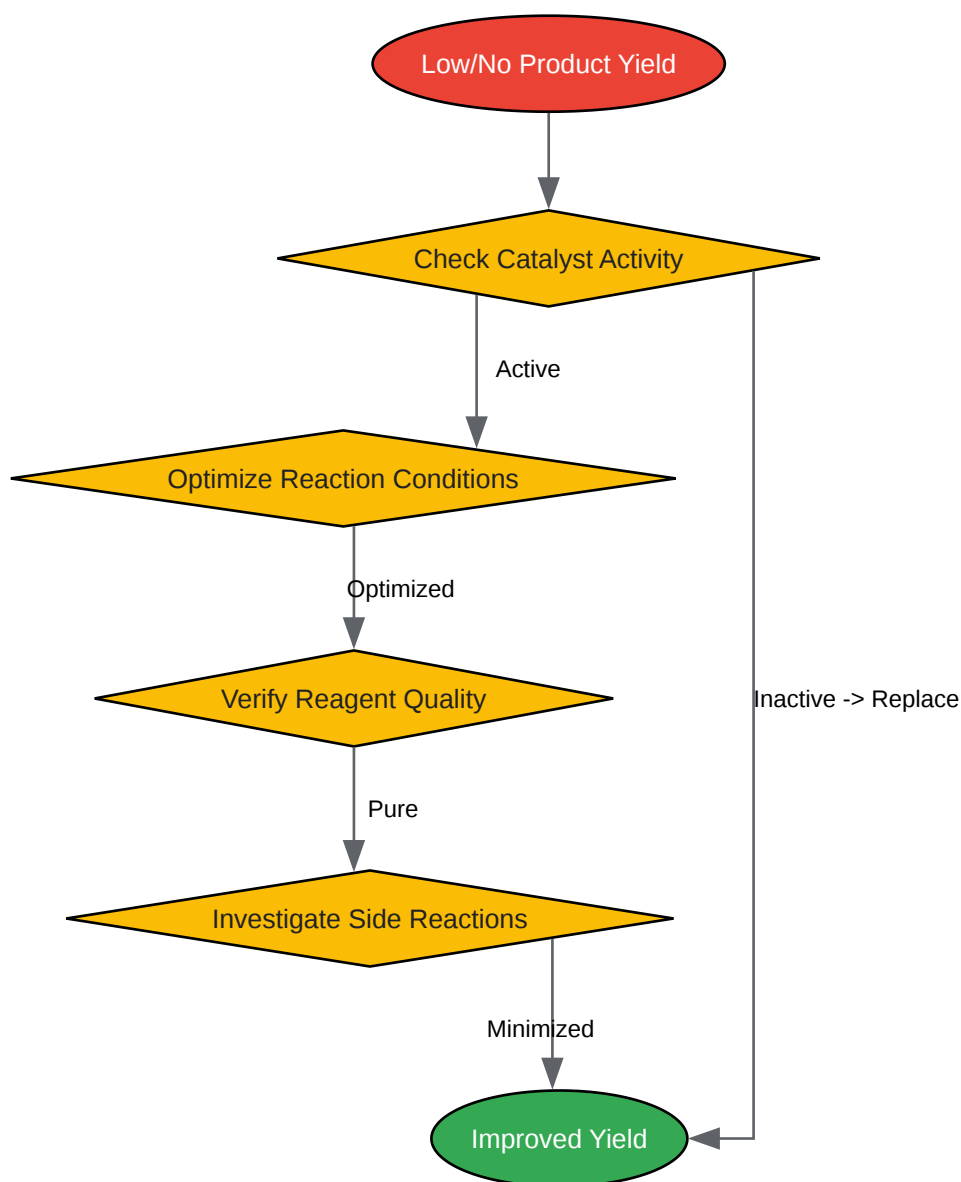 Low/No Product Yield
Check Catalyst Activity
Active
Optimize Reaction Conditions
Optimized
Verify Reagent Quality
Inactive -> Replace
Pure
Investigate Side Reactions
Minimized
Improved Yield